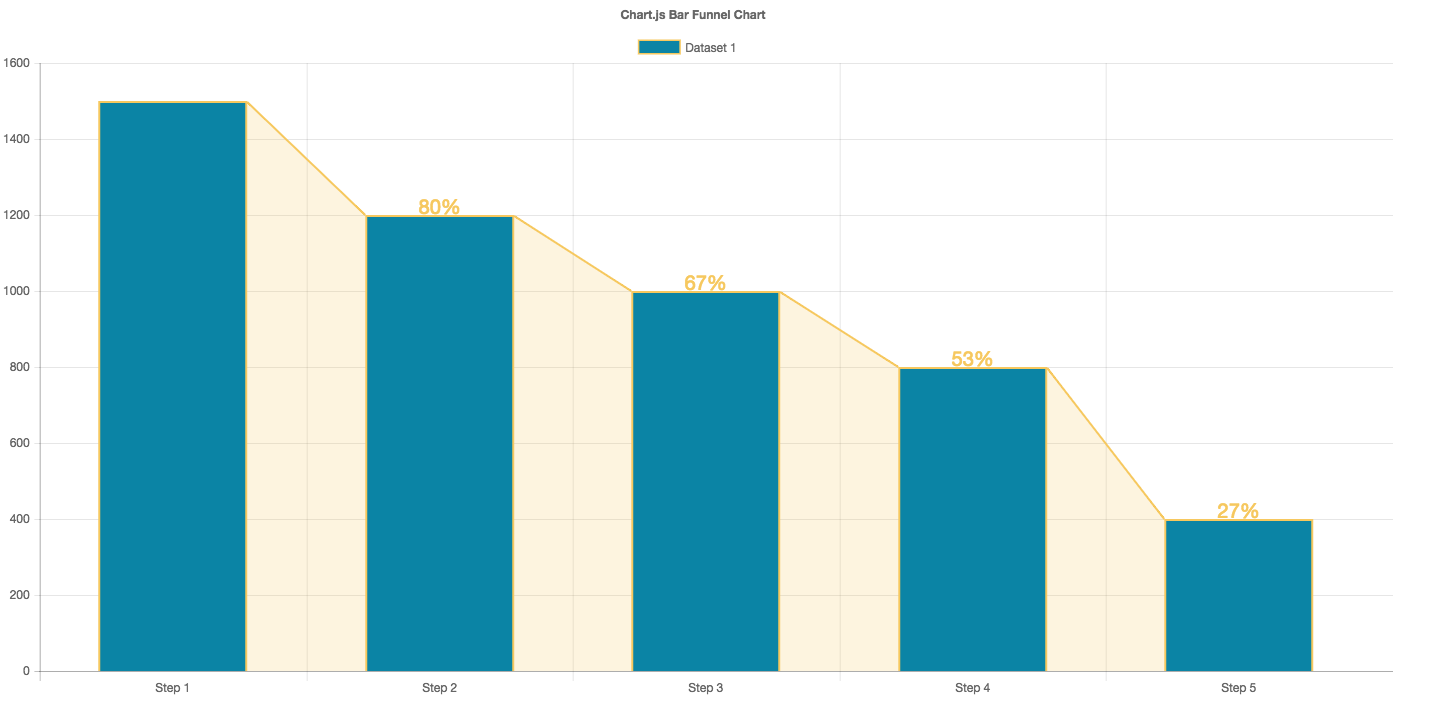 Chart.js Bar Funnel Chart
Dataset 1
1600
1400
1200
1000
800
600
400
200
0
80%
67%
53%
27%
Step 1
Step 2
Step 3
Step 4
Step 5